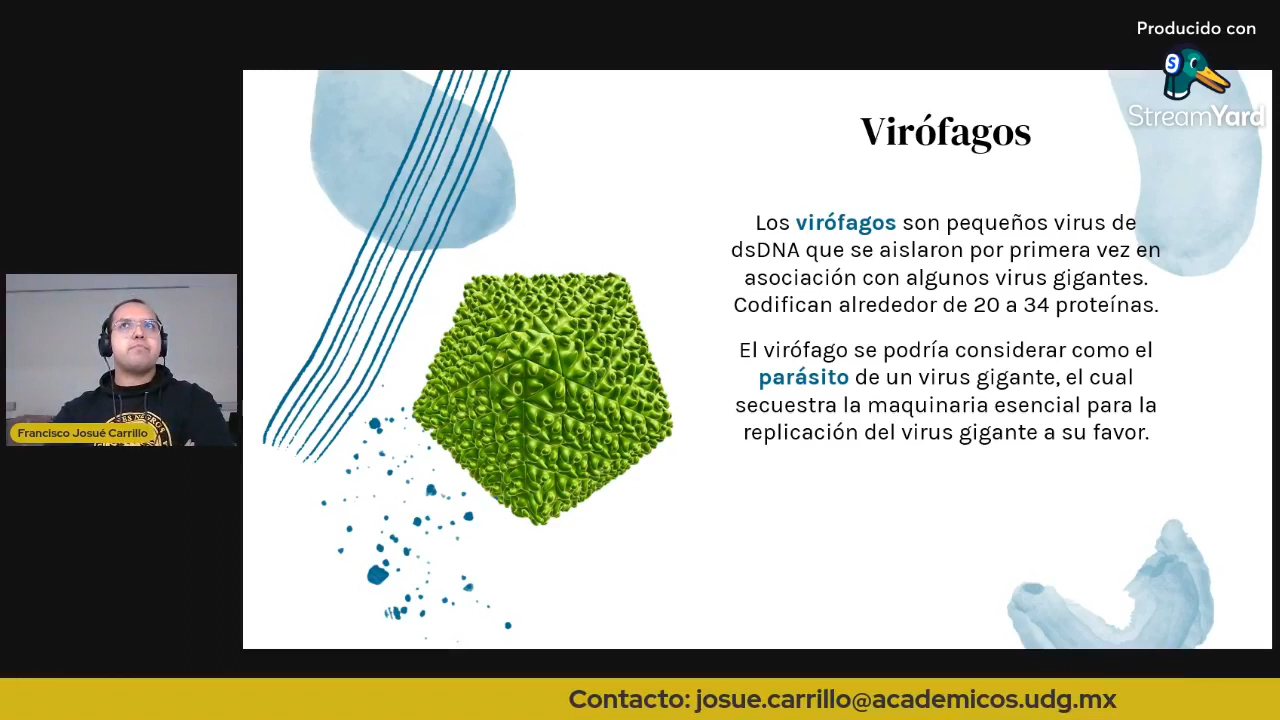 Producido con
StreamYard
Virófagos
Los virófagos son pequeños virus de
dsDNA que se aislaron por primera vez en
asociación con algunos virus gigantes.
Codifican alrededor de 20 a 34 proteínas.
El virófago se podría considerar como el
parásito de un virus gigante, el cual
secuestra la maquinaria esencial para la
replicación del virus gigante a su favor.
Francisco Josué Carrillo
Contacto: josue.carrillo@academicos.udg.mx